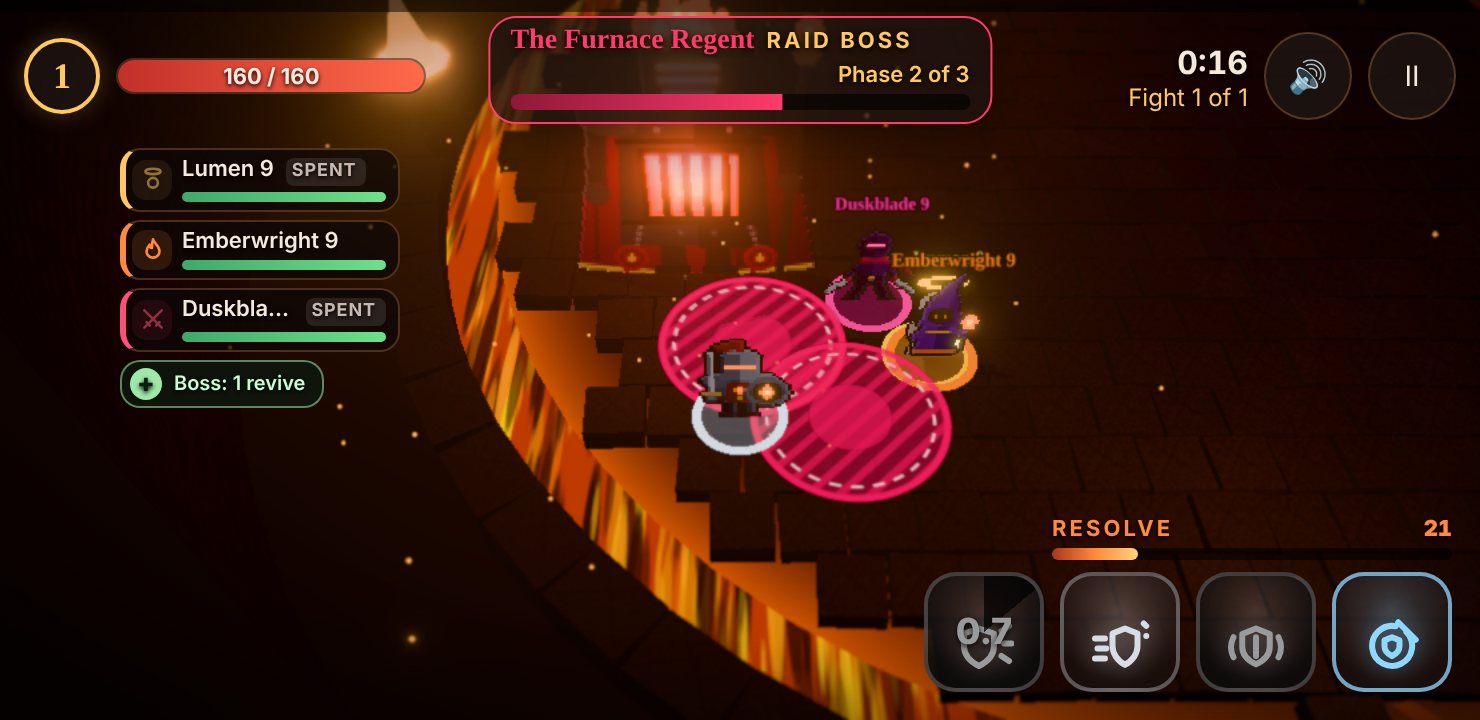 1
160 / 160
The Furnace Regent RAID BOSS
Phase 2 of 3
0:16
Fight 1 of 1
Lumen 9 SPENT
Emberwright 9
Duskbla... SPENT
Boss: 1 revive
Duskblade 9
Emberwright 9
RESOLVE 21
0.7